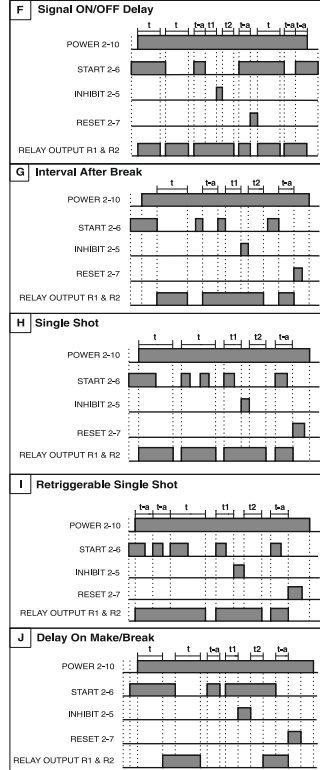 F Signal ON/OFF Delay
t t t-a t1 t2 t-a t t-a t-a
POWER 2-10
START 2-6
INHIBIT 2-5
RESET 2-7
RELAY OUTPUT R1 & R2
G Interval After Break
t t-a t1 t2 t-a
POWER 2-10
START 2-6
INHIBIT 2-5
RESET 2-7
RELAY OUTPUT R1 & R2
H Single Shot
t t t1 t2 t-a
POWER 2-10
START 2-6
INHIBIT 2-5
RESET 2-7
RELAY OUTPUT R1 & R2
I Retriggerable Single Shot
t-a t-a t t1 t2 t-a
POWER 2-10
START 2-6
INHIBIT 2-5
RESET 2-7
RELAY OUTPUT R1 & R2
J Delay On Make/Break
t t t-a t1 t2 t-a
POWER 2-10
START 2-6
INHIBIT 2-5
RESET 2-7
RELAY OUTPUT R1 & R2